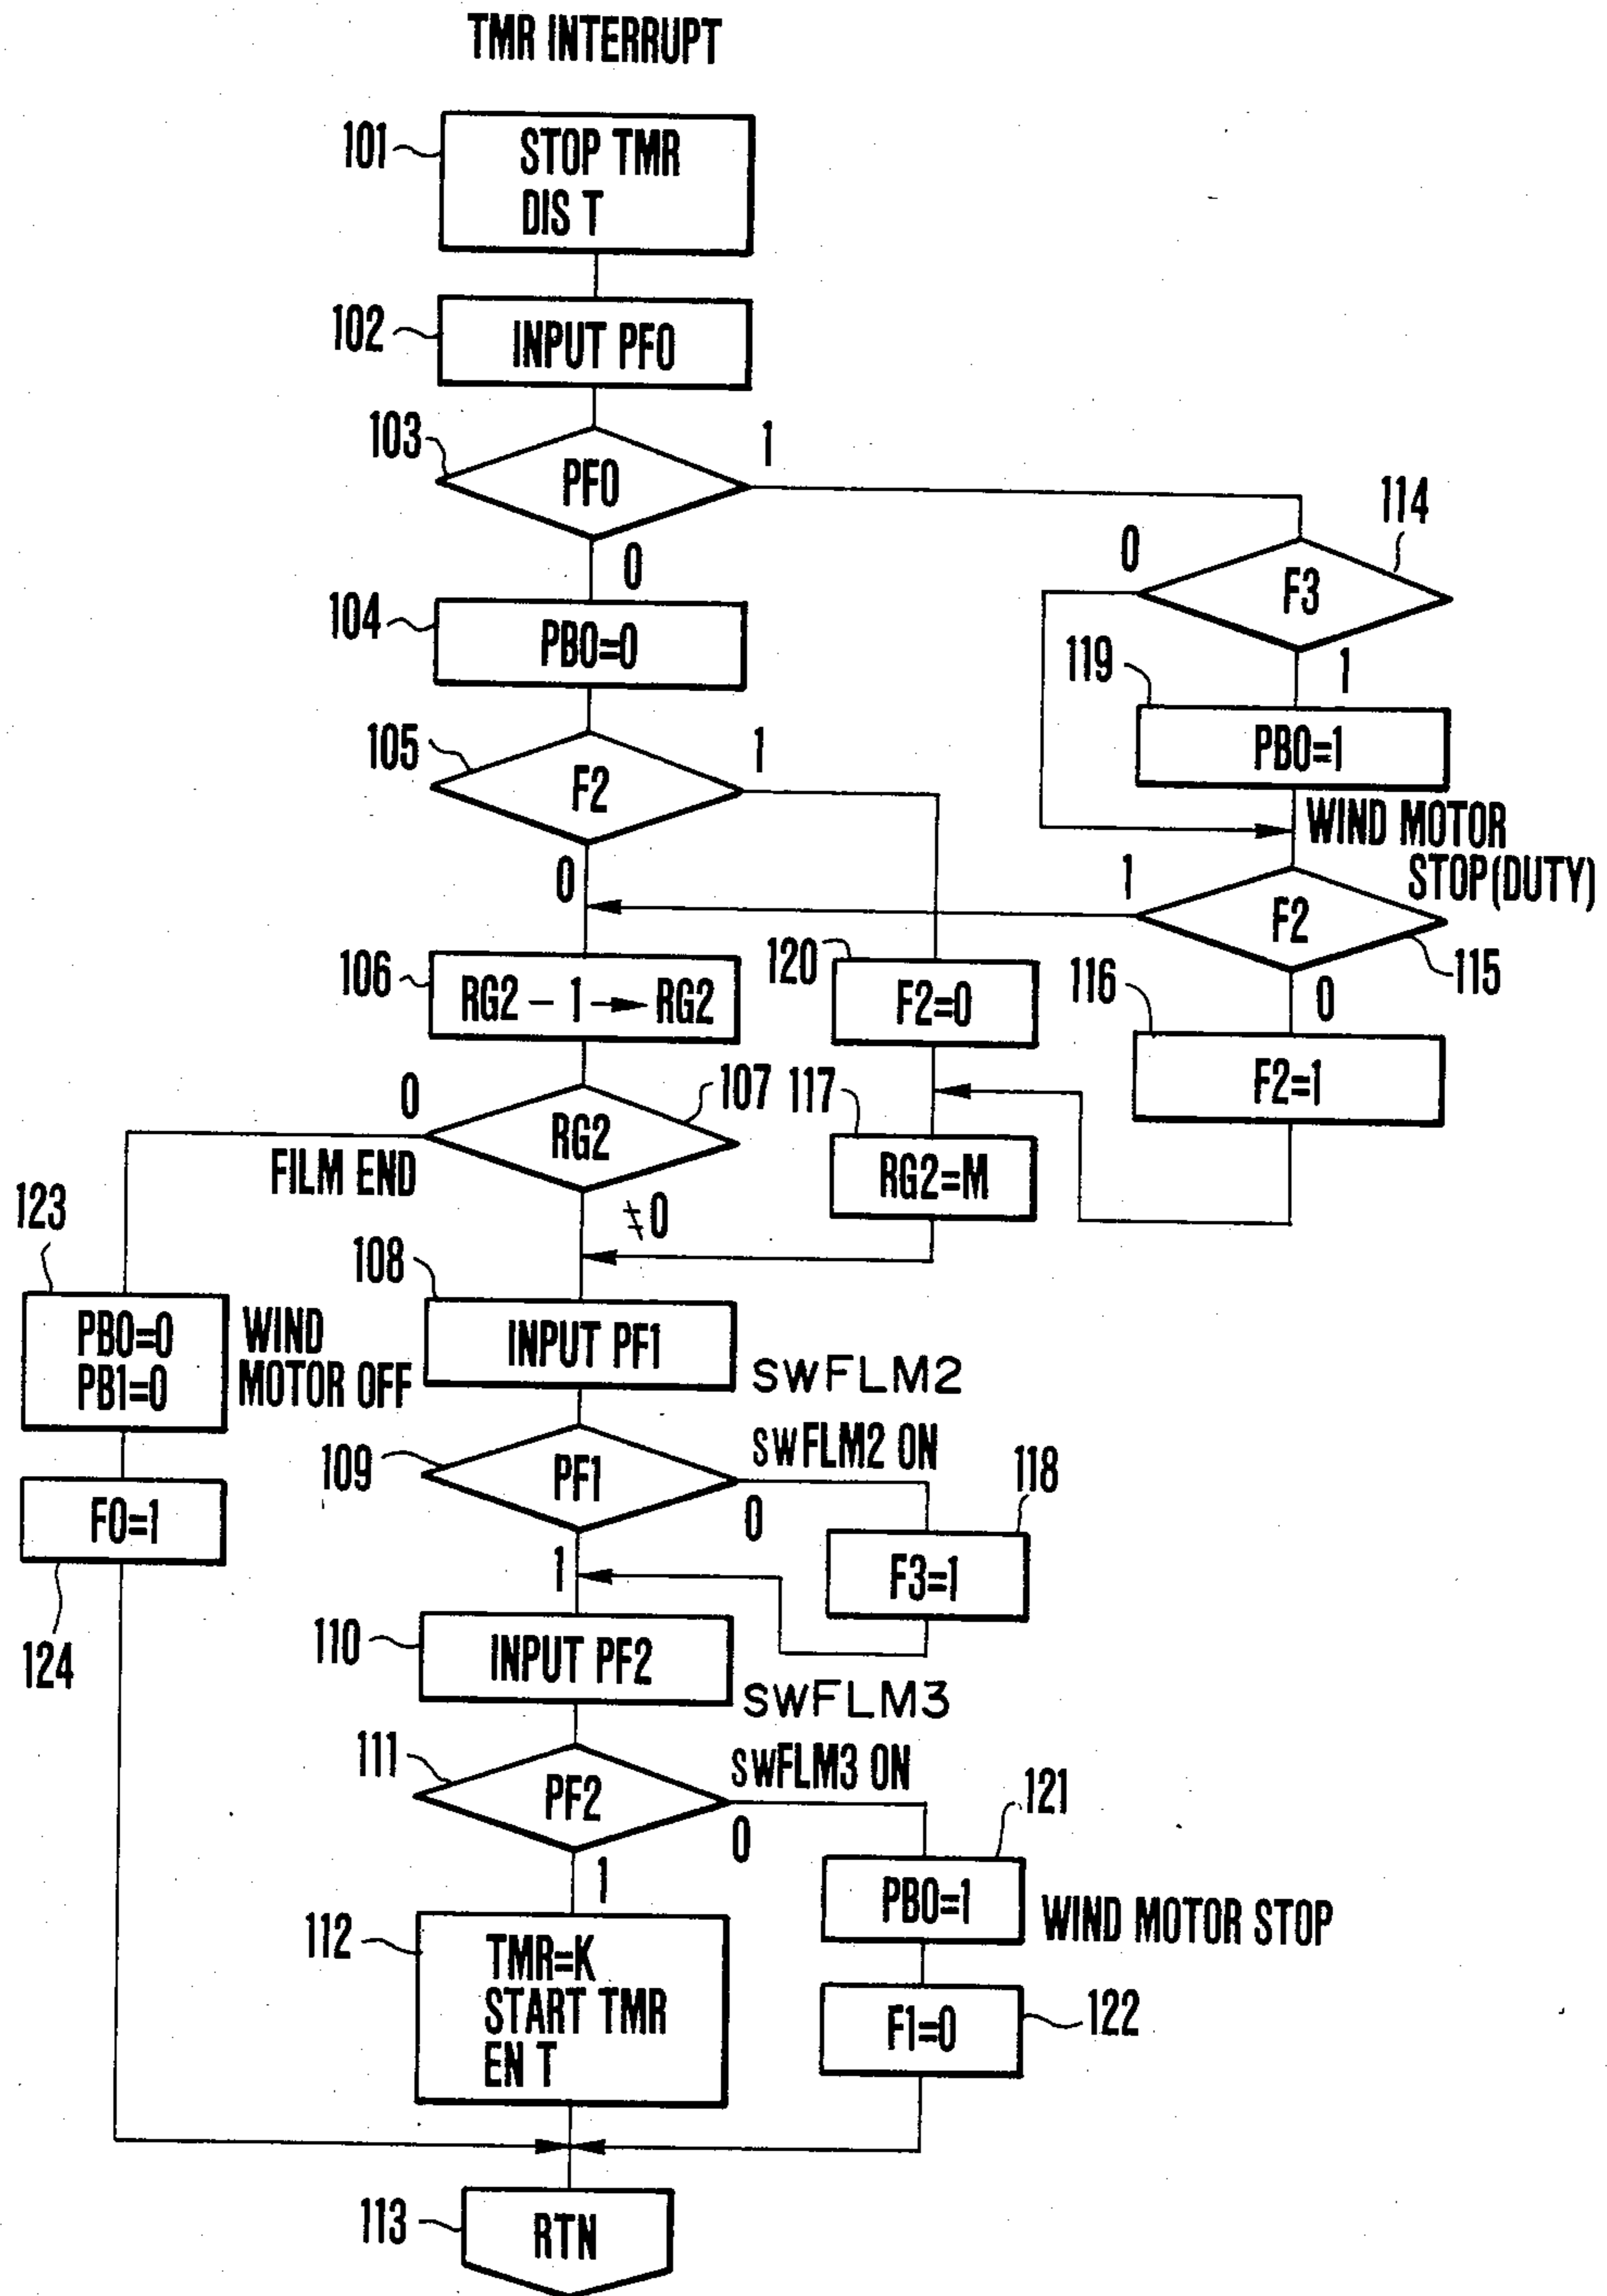 TMR INTERRUPT
101
STOP TMR
DIS T
102
INPUT PF0
103
PF0
1
0
114
F3
0
1
104
PB0=0
119
PB0=1
105
F2
1
0
WIND MOTOR
STOP(DUTY)
1
F2
115
0
106
RG2 – 1 → RG2
120
F2=0
116
F2=1
0
RG2
107
117
RG2=M
FILM END
≠0
123
PB0=0
PB1=0
WIND
MOTOR OFF
108
INPUT PF1
SWFLM2
109
PF1
SWFLM2 ON
0
1
118
F3=1
F0=1
124
110
INPUT PF2
SWFLM3
111
PF2
SWFLM3 ON
0
1
121
PB0=1
WIND MOTOR STOP
112
TMR=K
START TMR
EN T
F1=0
122
113
RTN